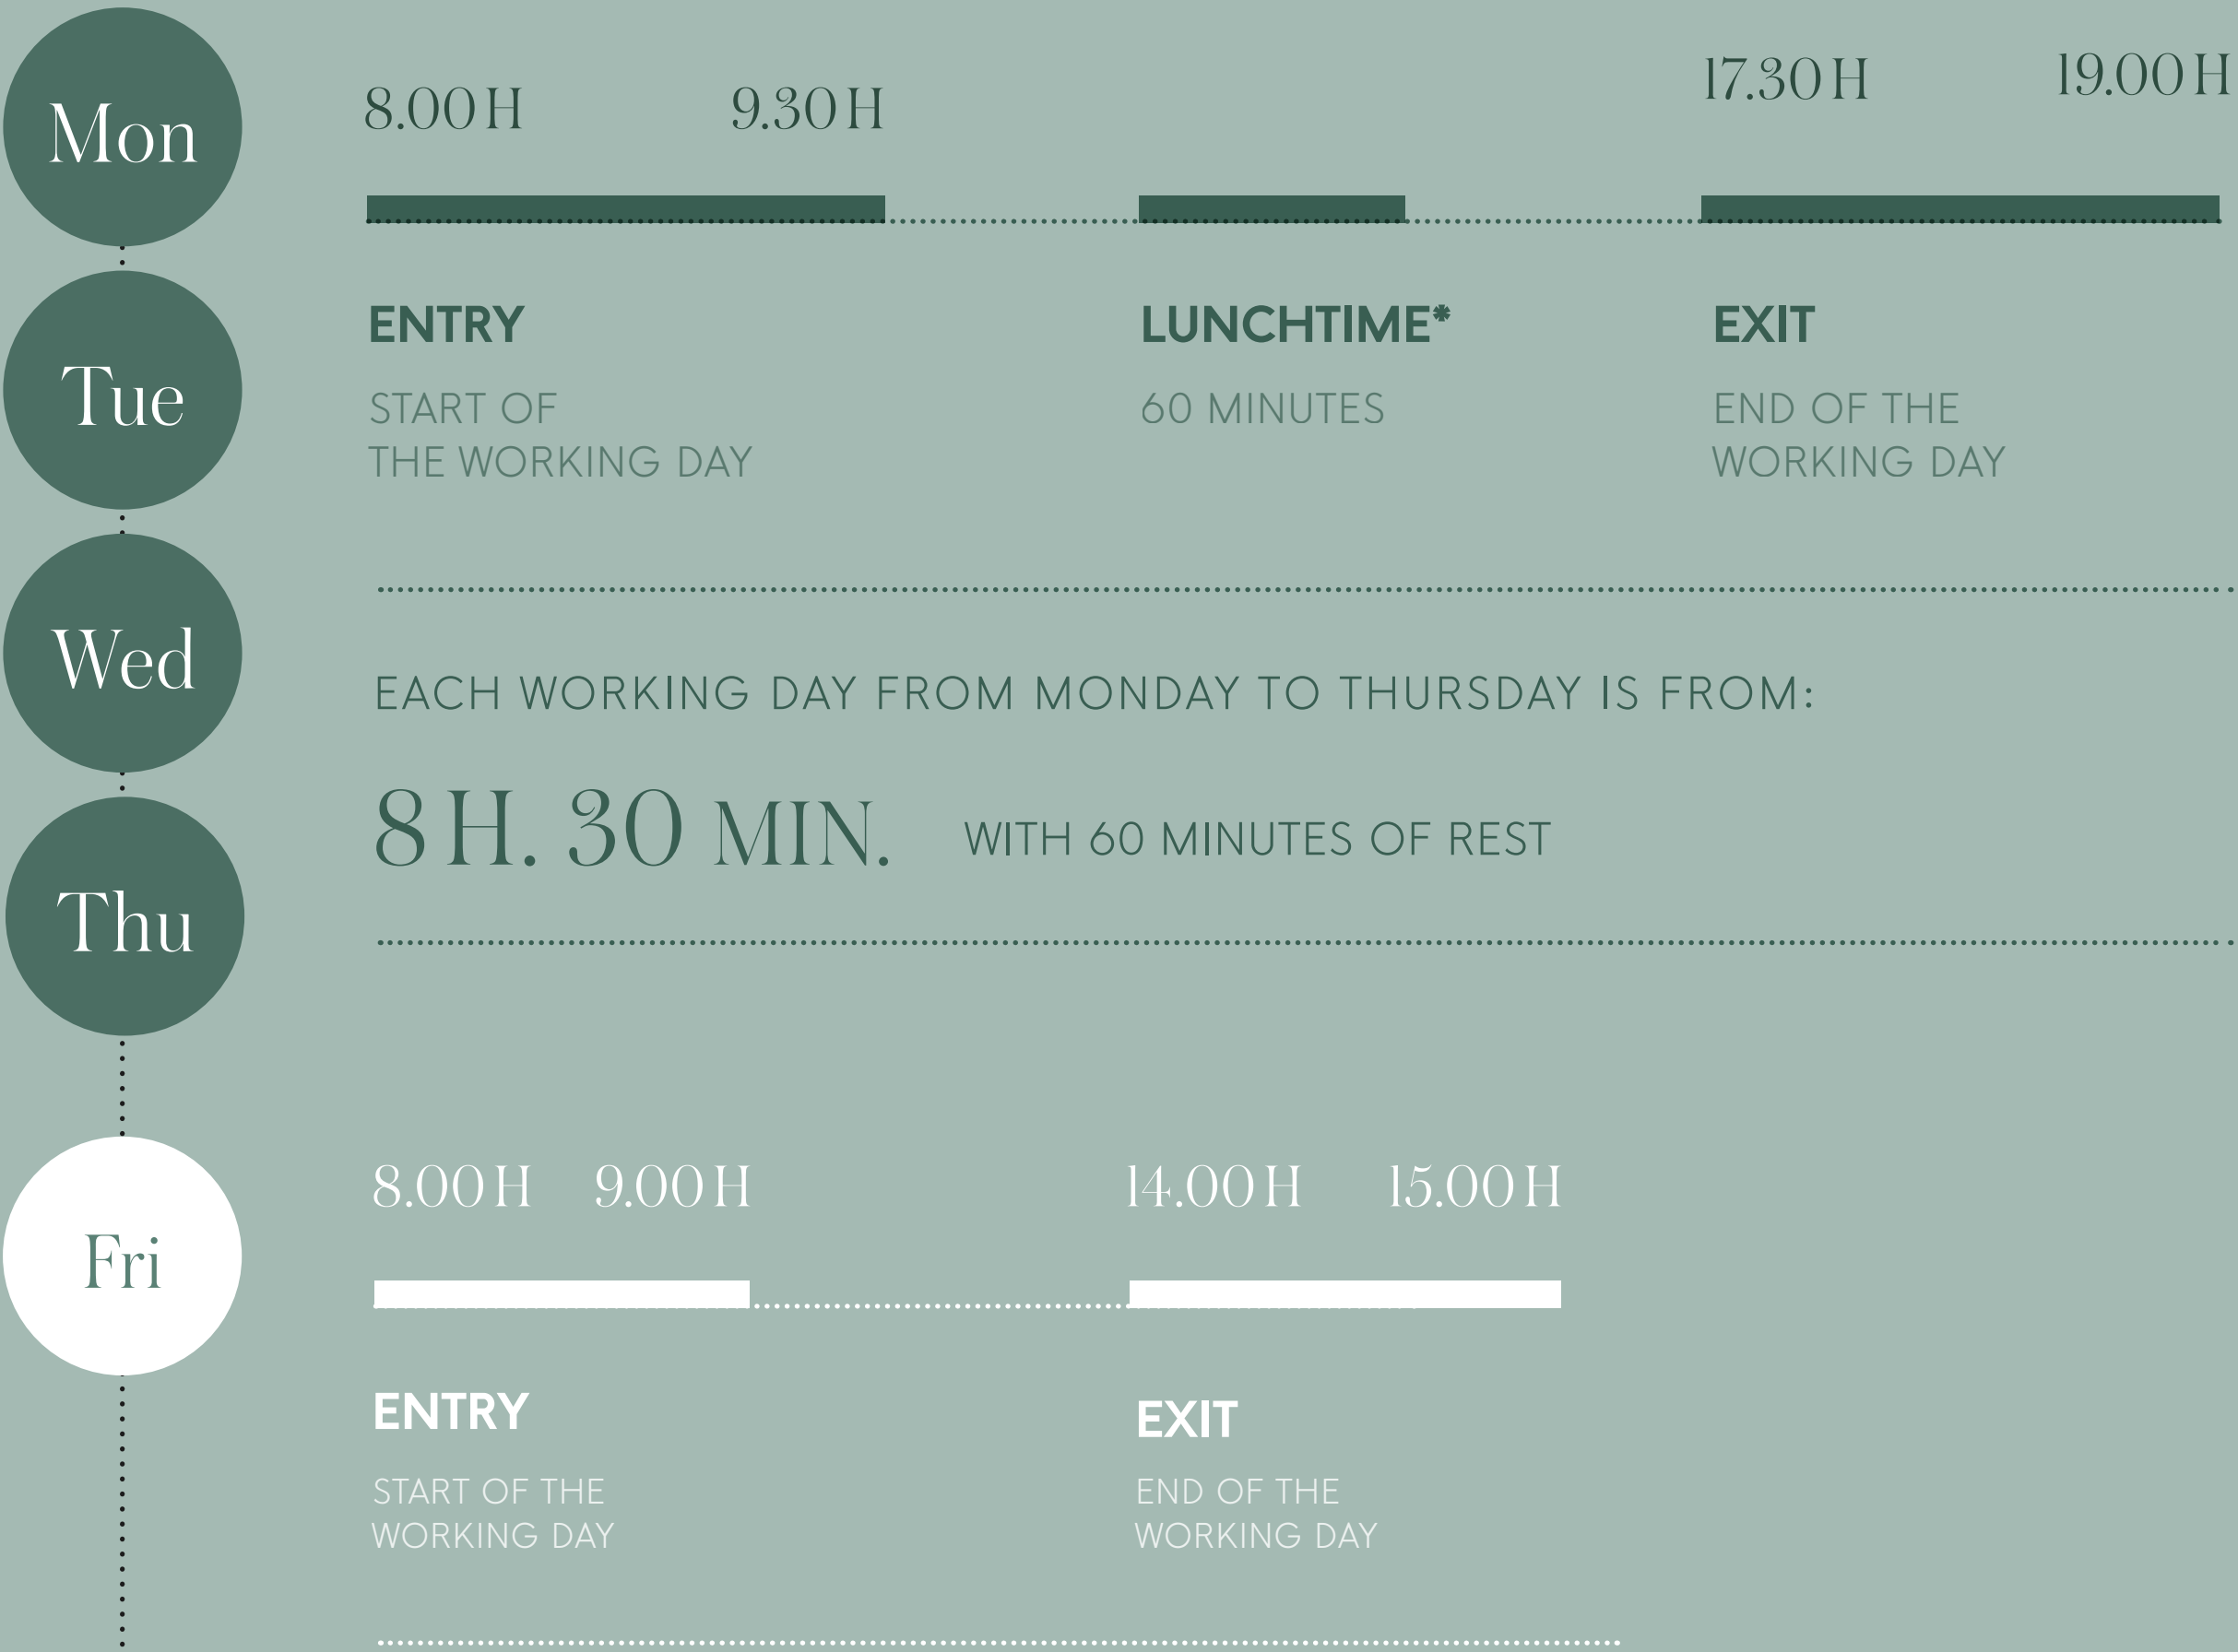 Mon
8.00 H
9.30 H
17.30 H
19.00 H
Tue
ENTRY
START OF
THE WORKING DAY
LUNCHTIME*
60 MINUTES
EXIT
END OF THE
WORKING DAY
Wed
EACH WORKING DAY FROM MONDAY TO THURSDAY IS FROM:
8 H. 30 MIN. WITH 60 MINUTES OF REST
Thu
Fri
8.00 H
9.00 H
14.00 H
15.00 H
ENTRY
START OF THE
WORKING DAY
EXIT
END OF THE
WORKING DAY